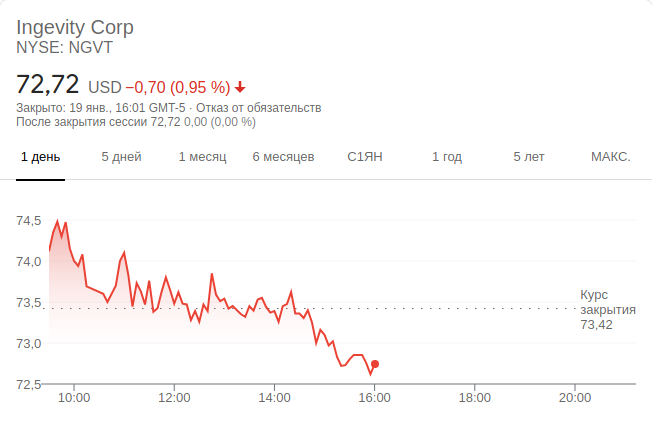 Ingevity Corp
NYSE: NGVT
72,72 USD −0,70 (0,95 %)
Закрыто: 19 янв., 16:01 GMT-5 · Отказ от обязательств
После закрытия сессии 72,72 0,00 (0,00 %)
1 день 5 дней 1 месяц 6 месяцев С1ЯН 1 год 5 лет МАКС.
74,5
74,0
73,5
73,0
72,5
Курс
закрытия
73,42
10:00 12:00 14:00 16:00 18:00 20:00